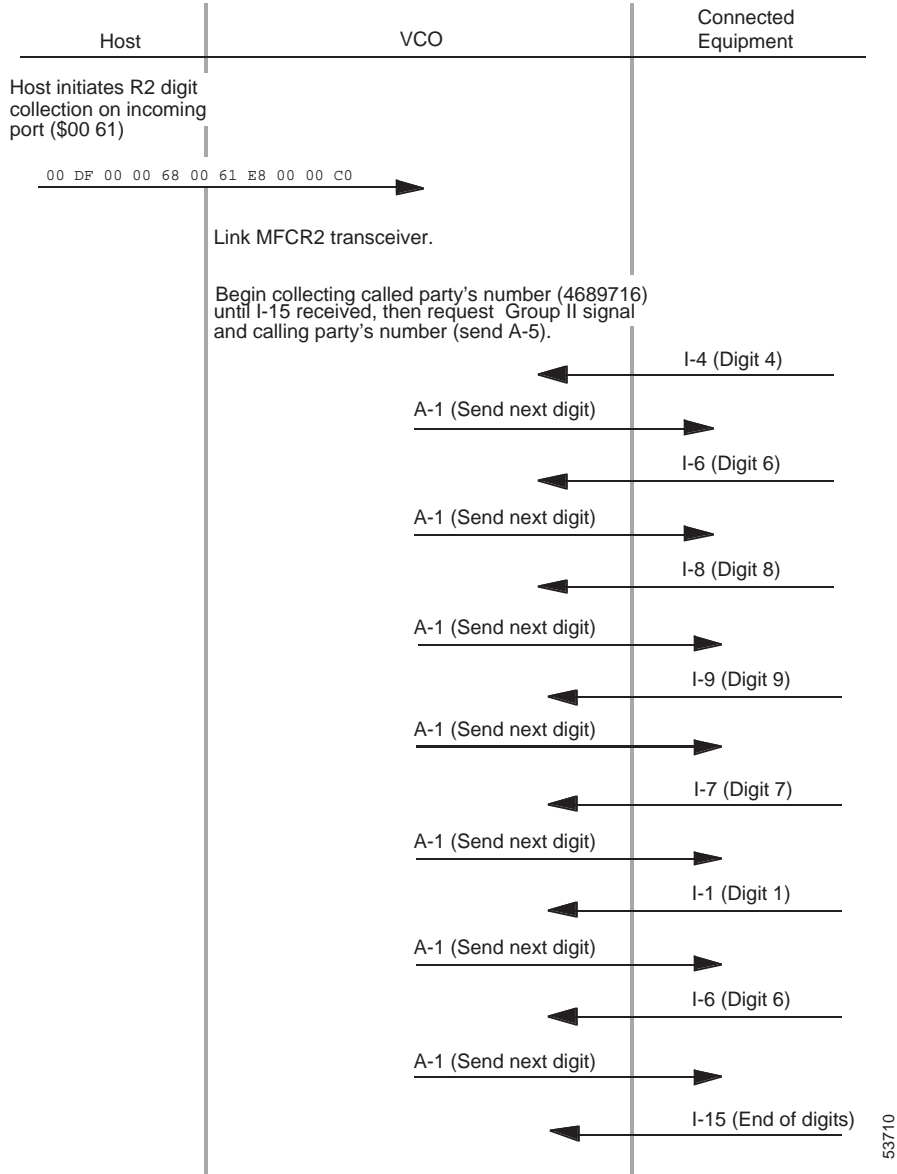 Host
VCO
Connected
Equipment
Host initiates R2 digit
collection on incoming
port ($00 61)
00 DF 00 00 68 00 61 E8 00 00 C0
Link MFCR2 transceiver.
Begin collecting called party's number (4689716)
until I-15 received, then request Group II signal
and calling party's number (send A-5).
I-4 (Digit 4)
A-1 (Send next digit)
I-6 (Digit 6)
A-1 (Send next digit)
I-8 (Digit 8)
A-1 (Send next digit)
I-9 (Digit 9)
A-1 (Send next digit)
I-7 (Digit 7)
A-1 (Send next digit)
I-1 (Digit 1)
A-1 (Send next digit)
I-6 (Digit 6)
A-1 (Send next digit)
I-15 (End of digits)
53710